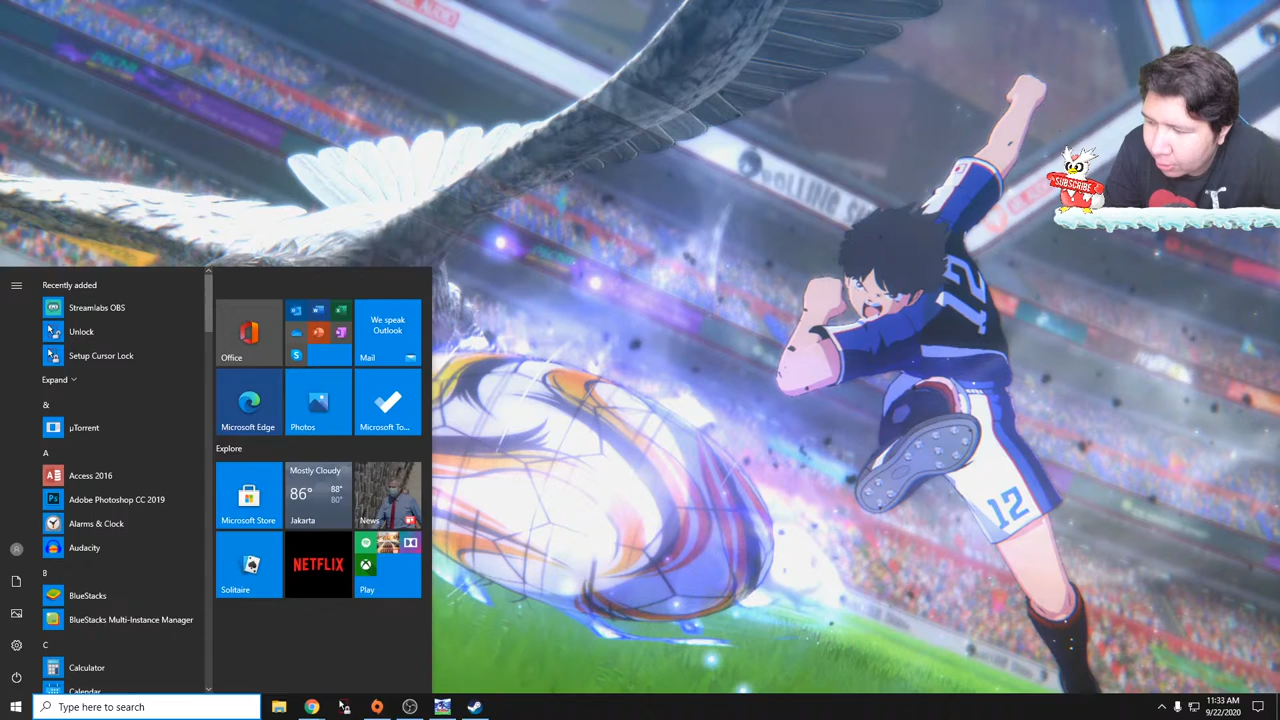 12
12
SUBSCRIBE
Recently added
Streamlabs OBS
Unlock
Setup Cursor Lock
Expand
&
µTorrent
A
Access 2016
Adobe Photoshop CC 2019
Alarms & Clock
Audacity
B
BlueStacks
BlueStacks Multi-Instance Manager
C
Calculator
Calendar
Office
We speak
Outlook
Mail
Microsoft Edge
Photos
Microsoft To...
Explore
Microsoft Store
Mostly Cloudy
86° 88°
80°
Jakarta
News
Solitaire
NETFLIX
Play
Type here to search
11:33 AM
9/22/2020